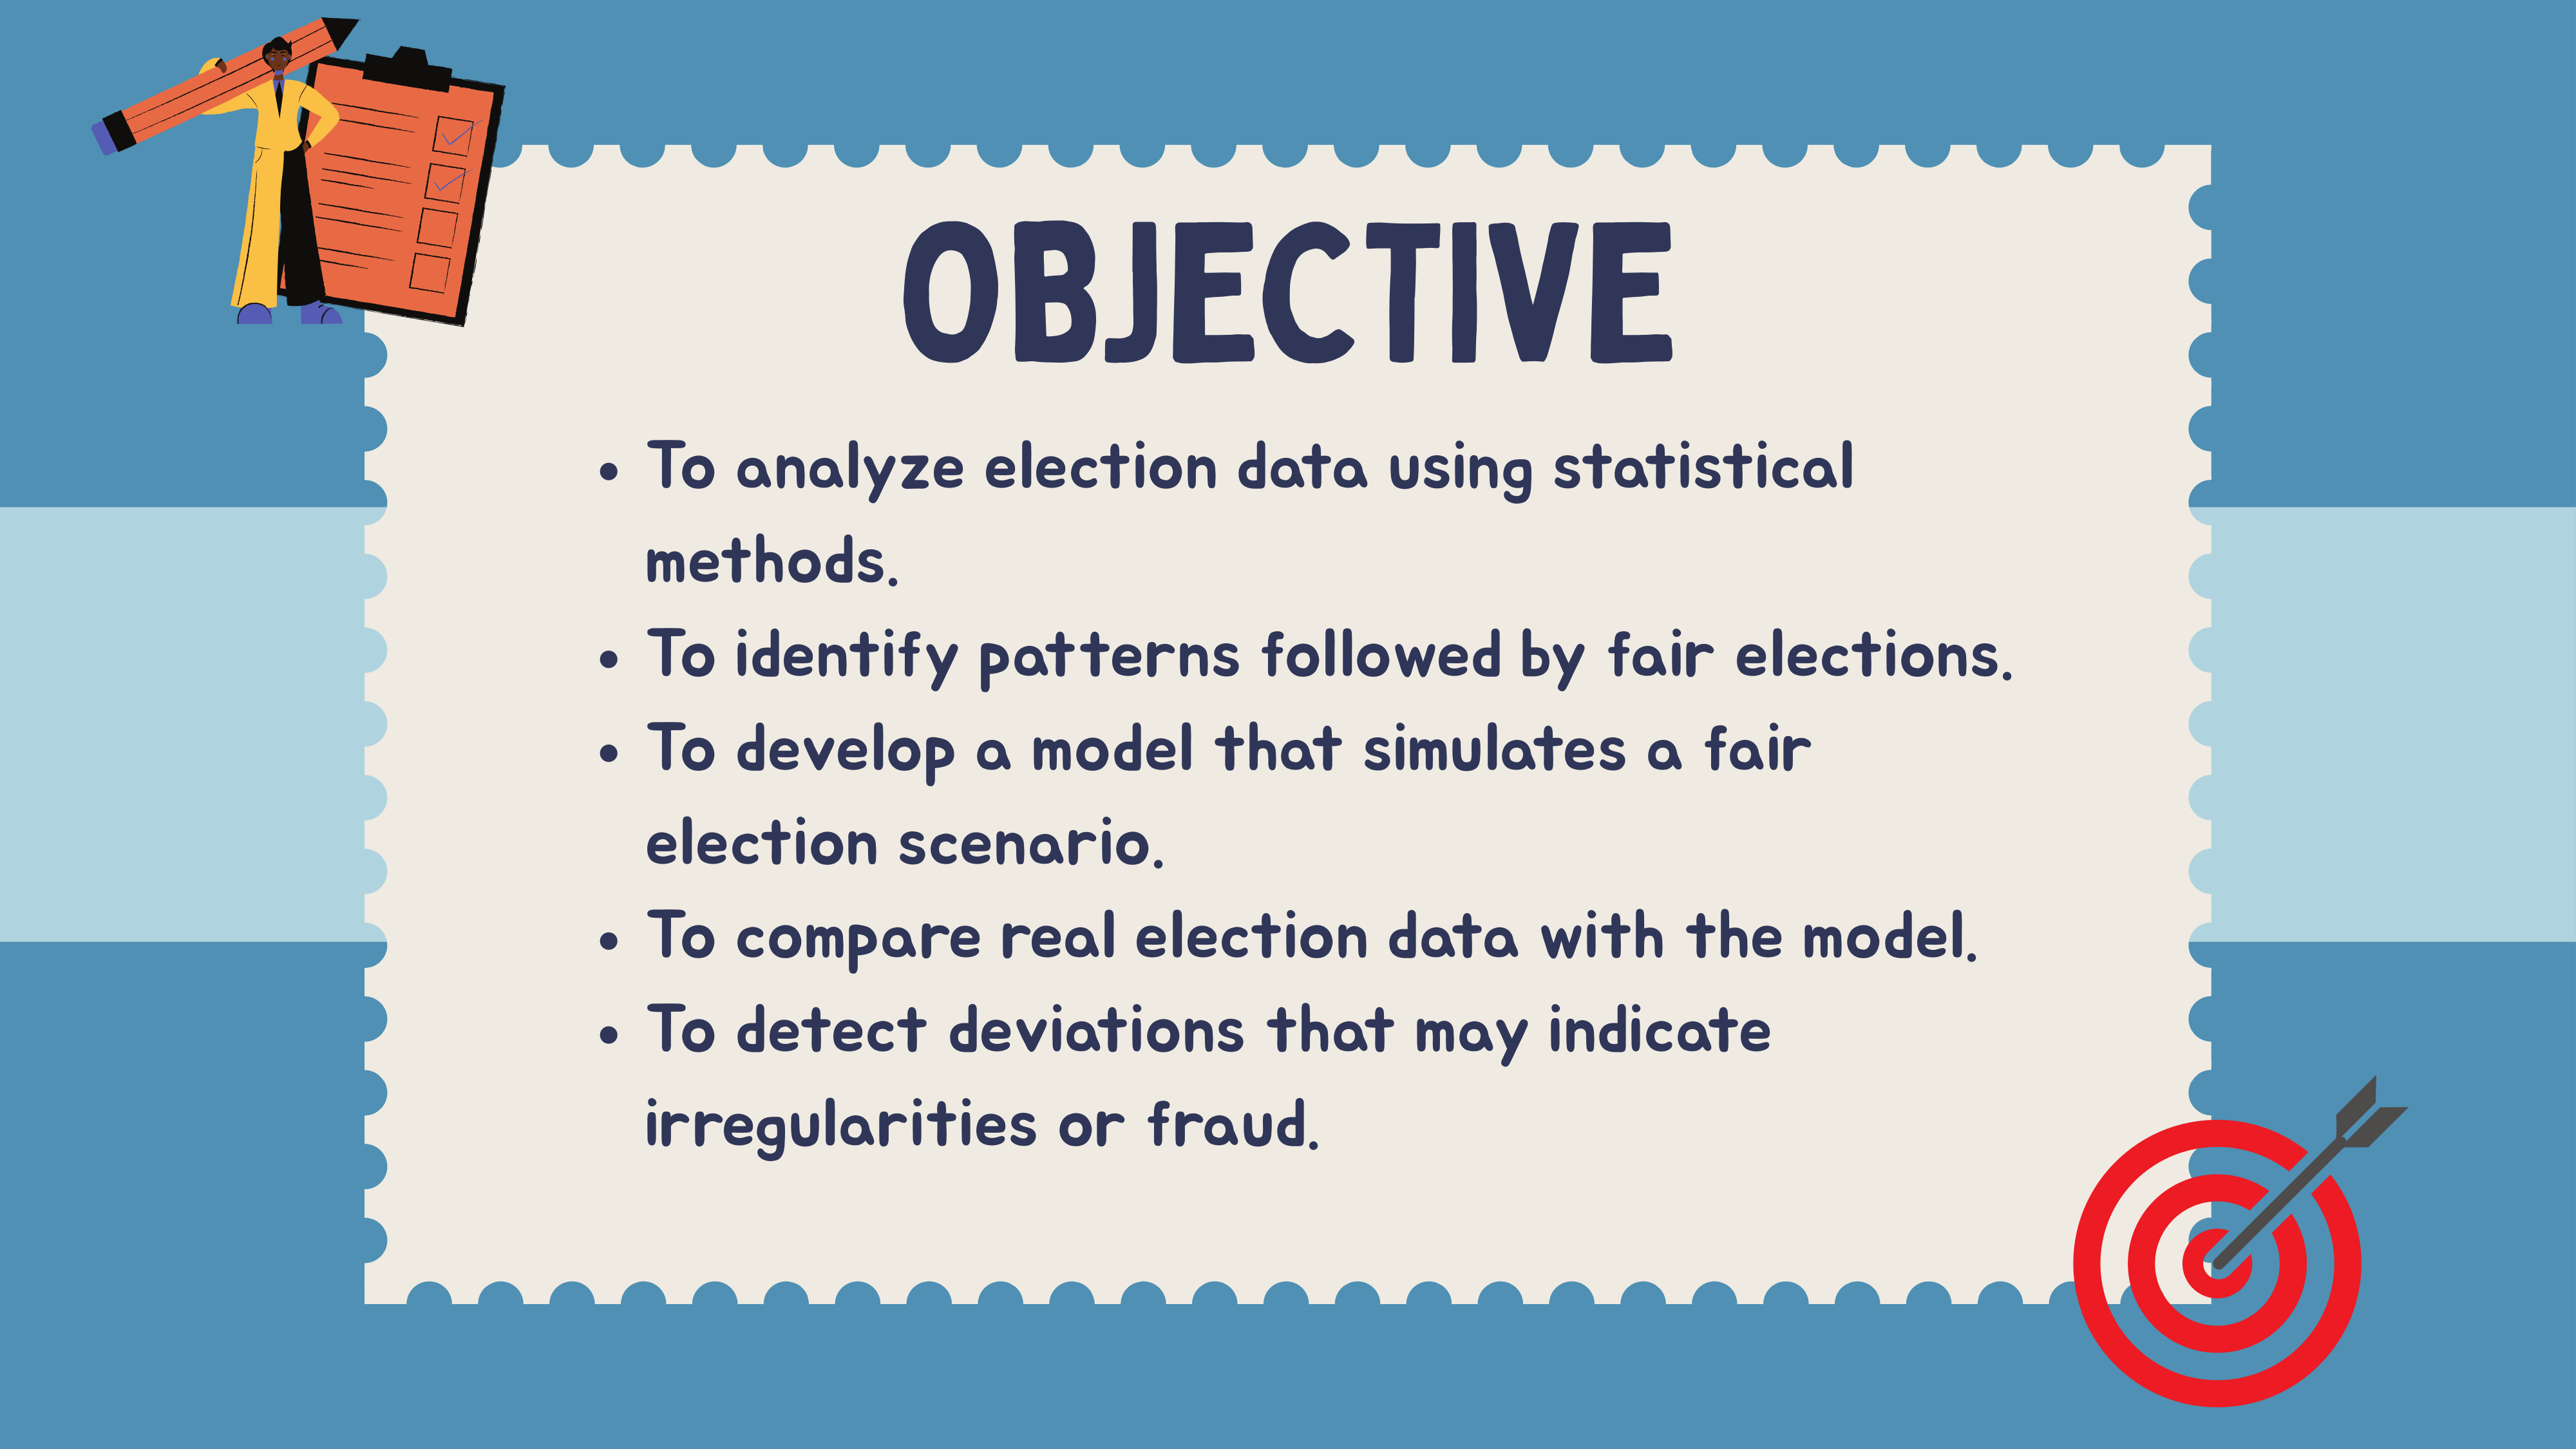 OBJECTIVE
• To analyze election data using statistical
methods.
• To identify patterns followed by fair elections.
• To develop a model that simulates a fair
election scenario.
• To compare real election data with the model.
• To detect deviations that may indicate
irregularities or fraud.